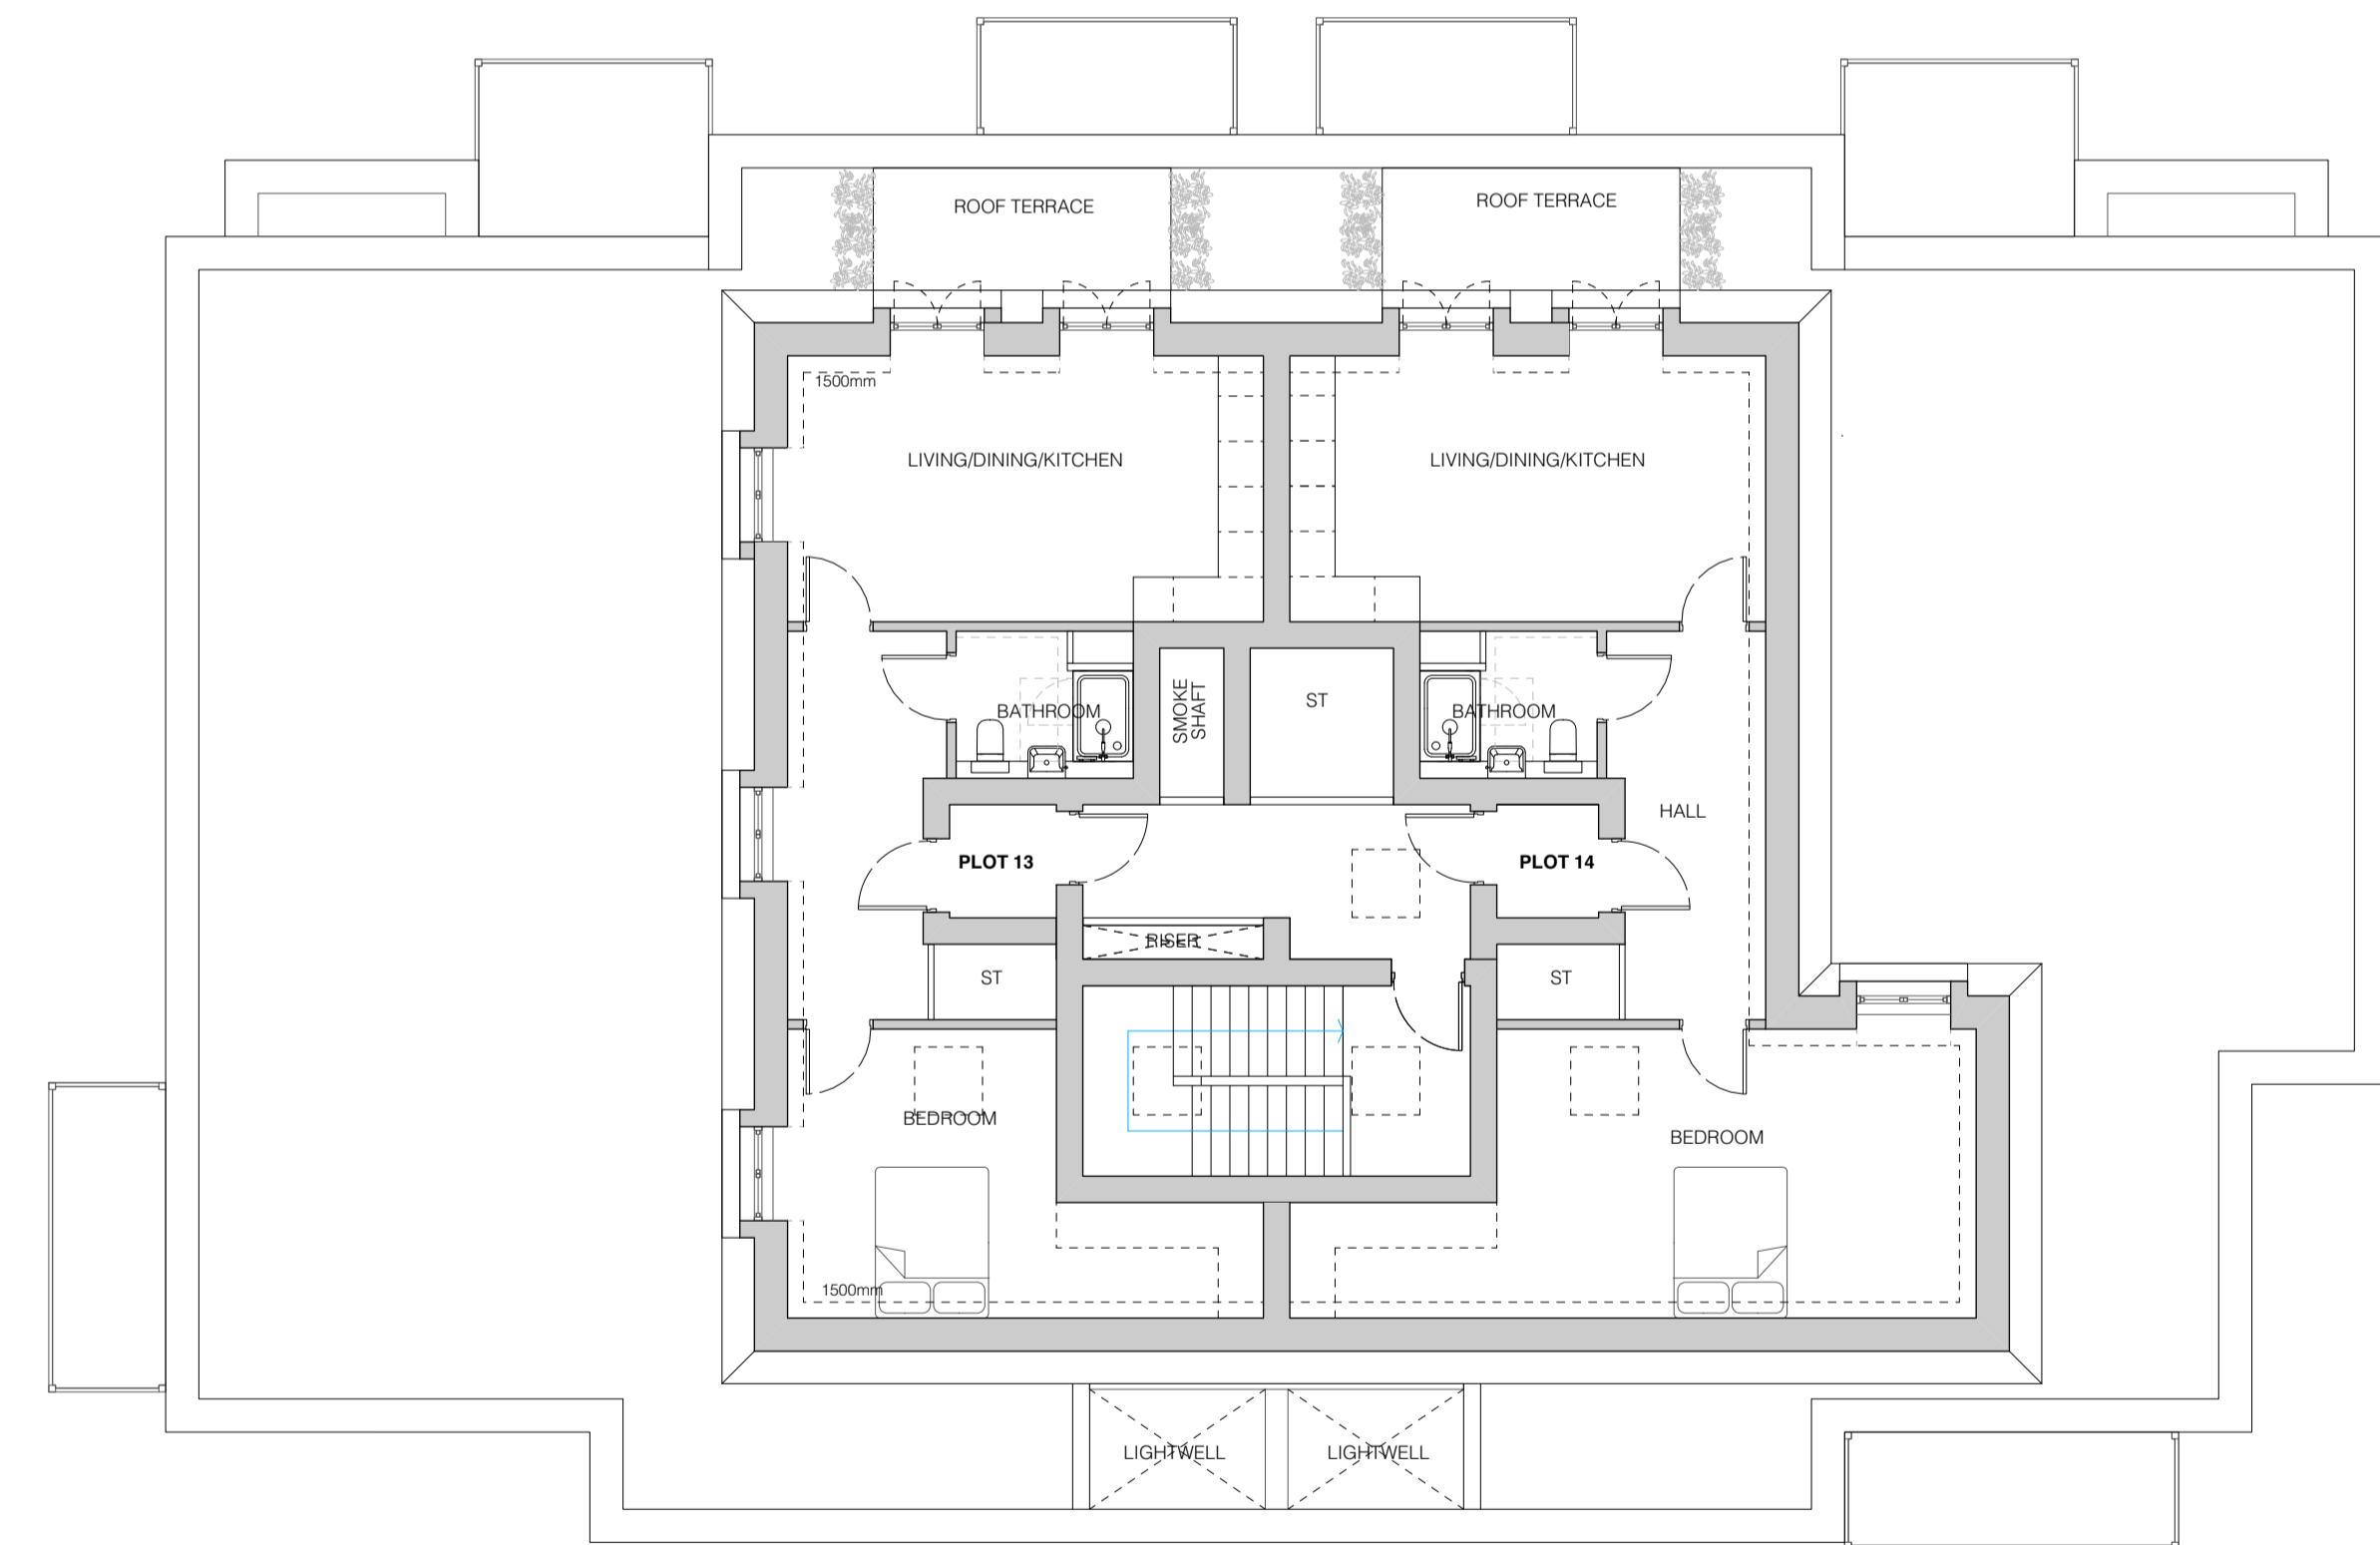 ROOF TERRACE
ROOF TERRACE
1500mm
LIVING/DINING/KITCHEN
LIVING/DINING/KITCHEN
BATHROOM
SMOKE
SHAFT
ST
BATHROOM
HALL
PLOT 13
PLOT 14
RISER
ST
ST
BEDROOM
BEDROOM
1500mm
LIGHTWELL
LIGHTWELL